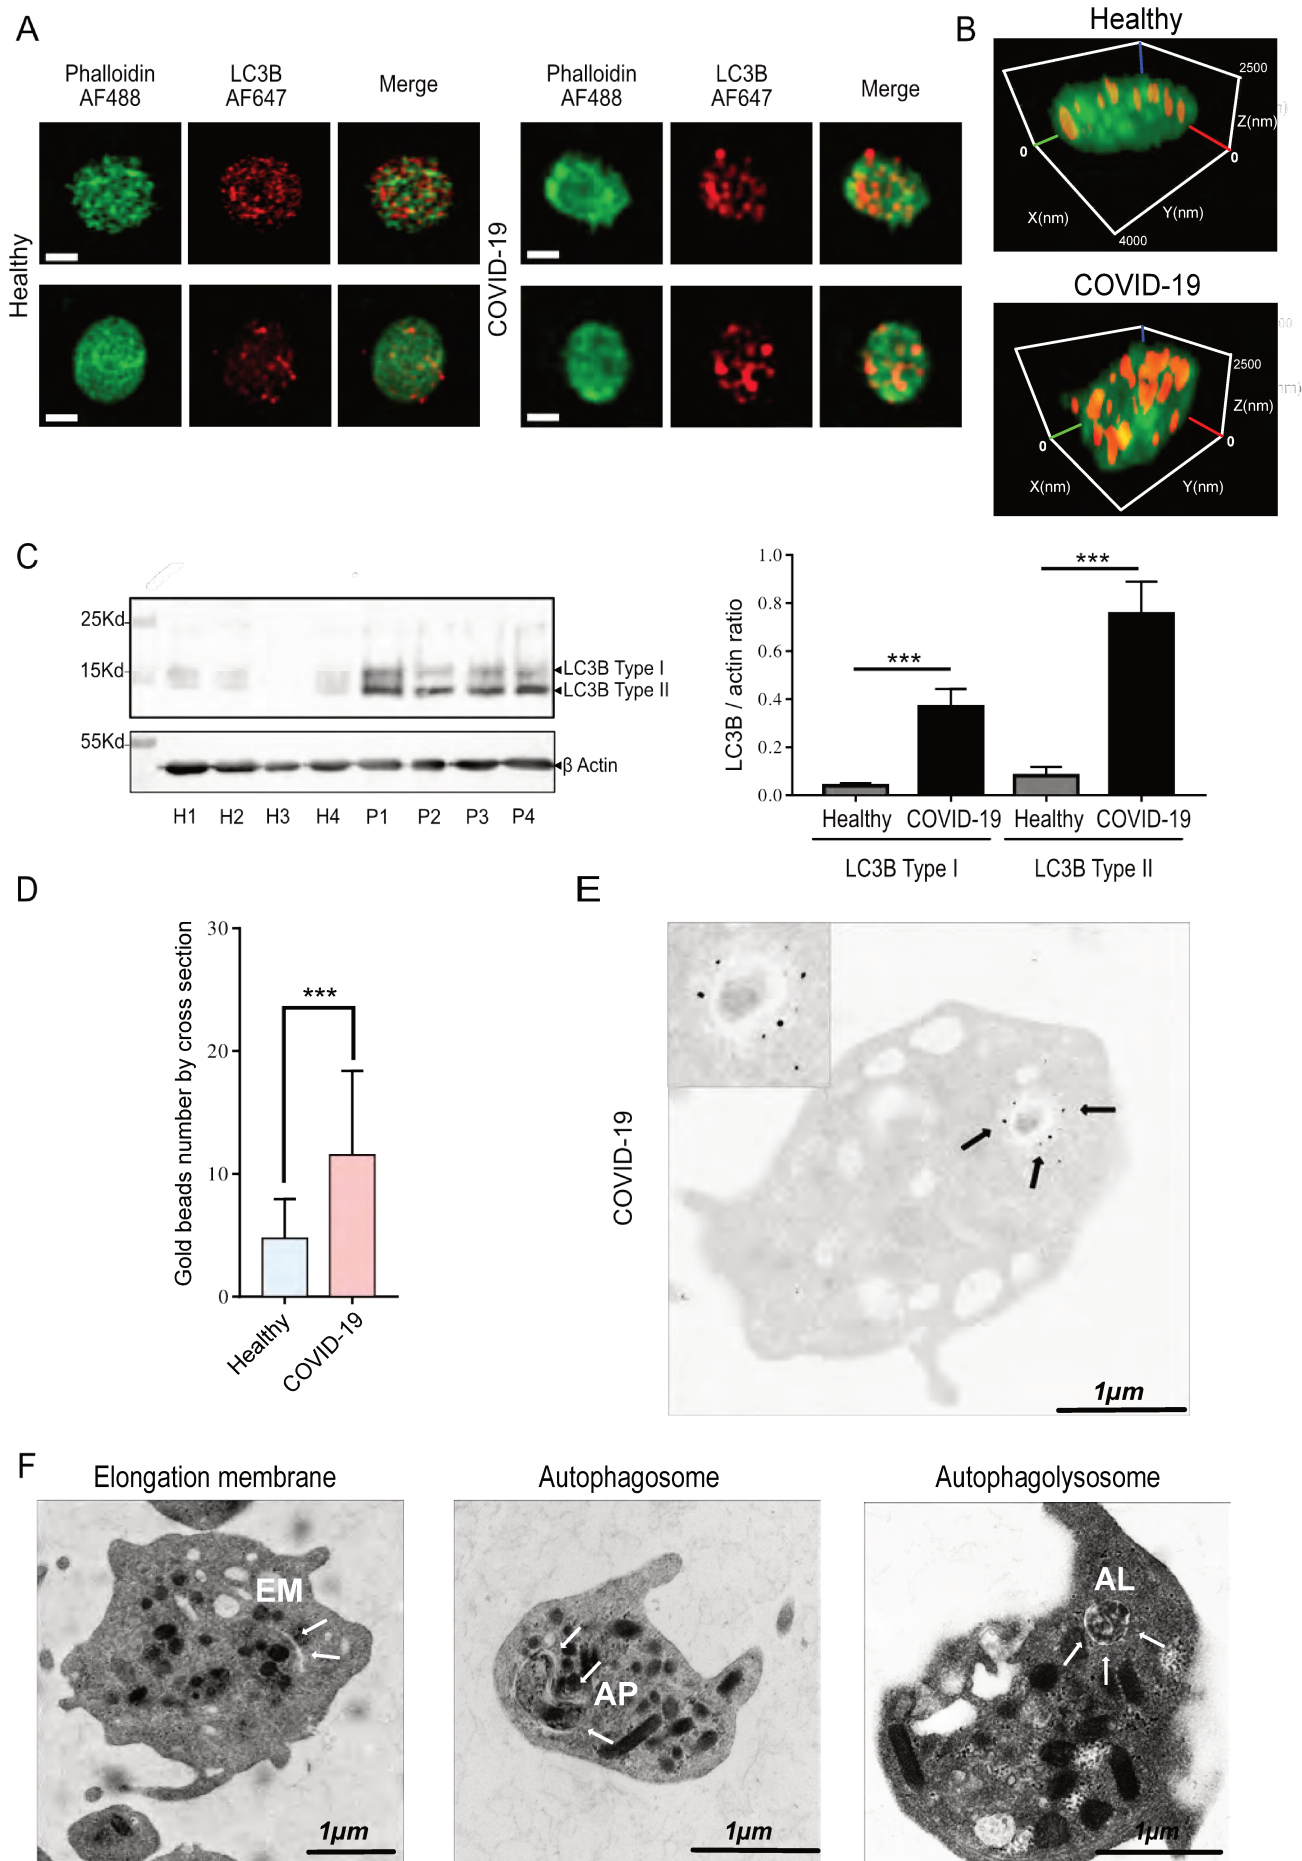 A
Phalloidin
AF488
LC3B
AF647
Merge
Phalloidin
AF488
LC3B
AF647
Merge
Healthy
COVID-19
B
Healthy
2500
Z(nm)
0
0
X(nm)
Y(nm)
4000
COVID-19
2500
Z(nm)
0
0
X(nm)
Y(nm)
C
25Kd
15Kd
LC3B Type I
LC3B Type II
55Kd
β Actin
H1 H2 H3 H4 P1 P2 P3 P4
LC3B / actin ratio
1.0
0.8
0.6
0.4
0.2
0.0
***
***
Healthy COVID-19 Healthy COVID-19
LC3B Type I LC3B Type II
D
Gold beads number by cross section
30
20
10
0
***
Healthy
COVID-19
E
COVID-19
1µm
F
Elongation membrane
Autophagosome
Autophagolysosome
EM
AP
AL
1µm
1µm
1µm